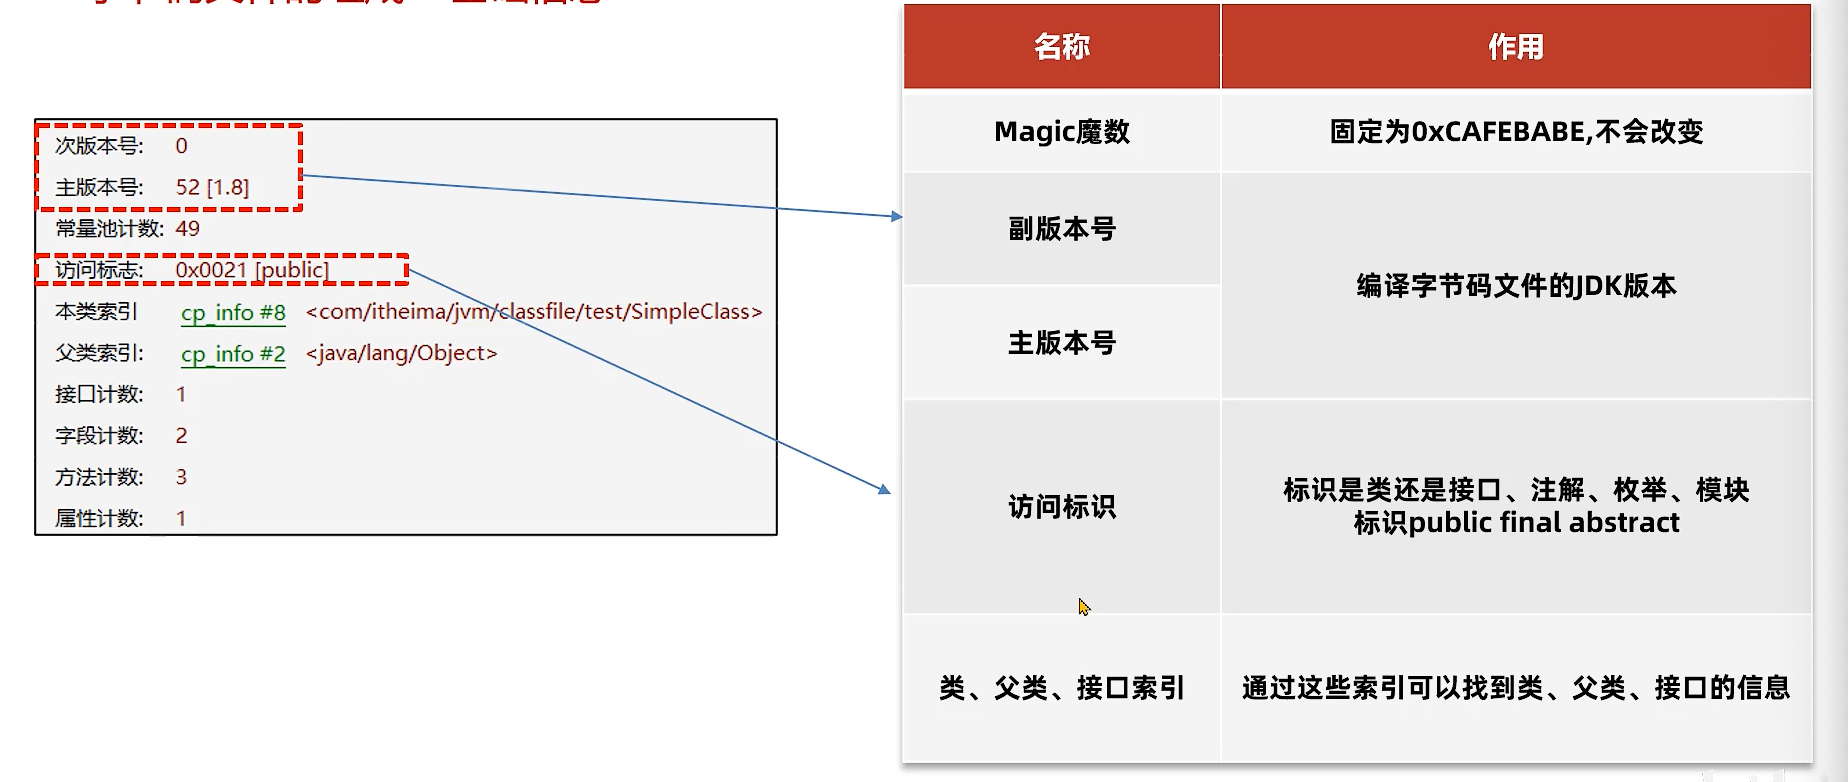 次版本号: 0
主版本号: 52 [1.8]
常量池计数: 49
访问标志: 0x0021 [public]
本类索引 cp_info #8 <com/itheima/jvm/classfile/test/SimpleClass>
父类索引: cp_info #2 <java/lang/Object>
接口计数: 1
字段计数: 2
方法计数: 3
属性计数: 1
名称 作用
Magic魔数 固定为0xCAFEBABE,不会改变
副版本号
编译字节码文件的JDK版本
主版本号
访问标识
标识是类还是接口、注解、枚举、模块
标识public final abstract
类、父类、接口索引 通过这些索引可以找到类、父类、接口的信息